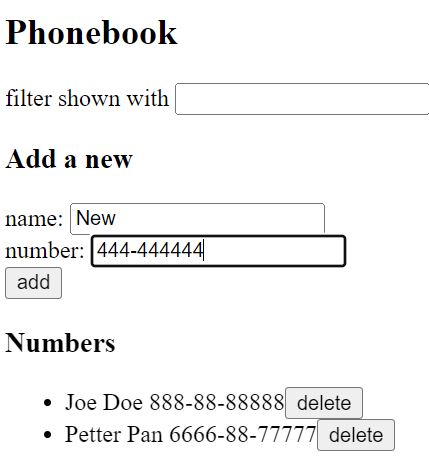 Phonebook
filter shown with
Add a new
name: New
number: 444-444444
add
Numbers
Joe Doe 888-88-88888 delete
Petter Pan 6666-88-77777 delete